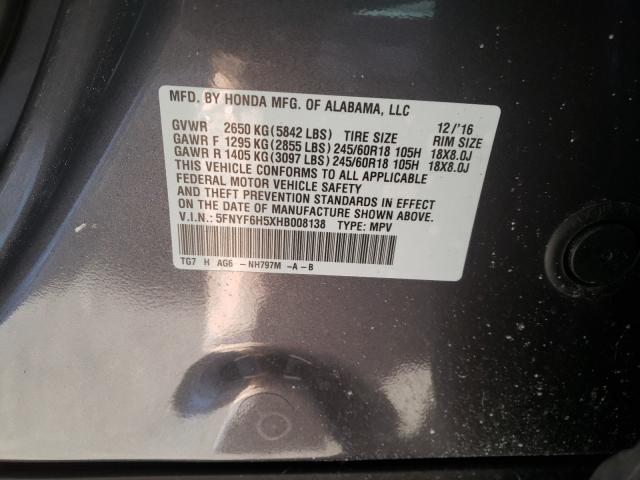 MFD. BY HONDA MFG. OF ALABAMA, LLC
GVWR 2650 KG (5842 LBS) TIRE SIZE 12/'16 RIM SIZE
GAWR F 1295 KG (2855 LBS) 245/60R18 105H 18X8.0J
GAWR R 1405 KG (3097 LBS) 245/60R18 105H 18X8.0J
THIS VEHICLE CONFORMS TO ALL APPLICABLE
FEDERAL MOTOR VEHICLE SAFETY
AND THEFT PREVENTION STANDARDS IN EFFECT
ON THE DATE OF MANUFACTURE SHOWN ABOVE.
V.I.N.: 5FNYF6H5XHB008138 TYPE: MPV
TG7 H AG6 - NH797M -A - B